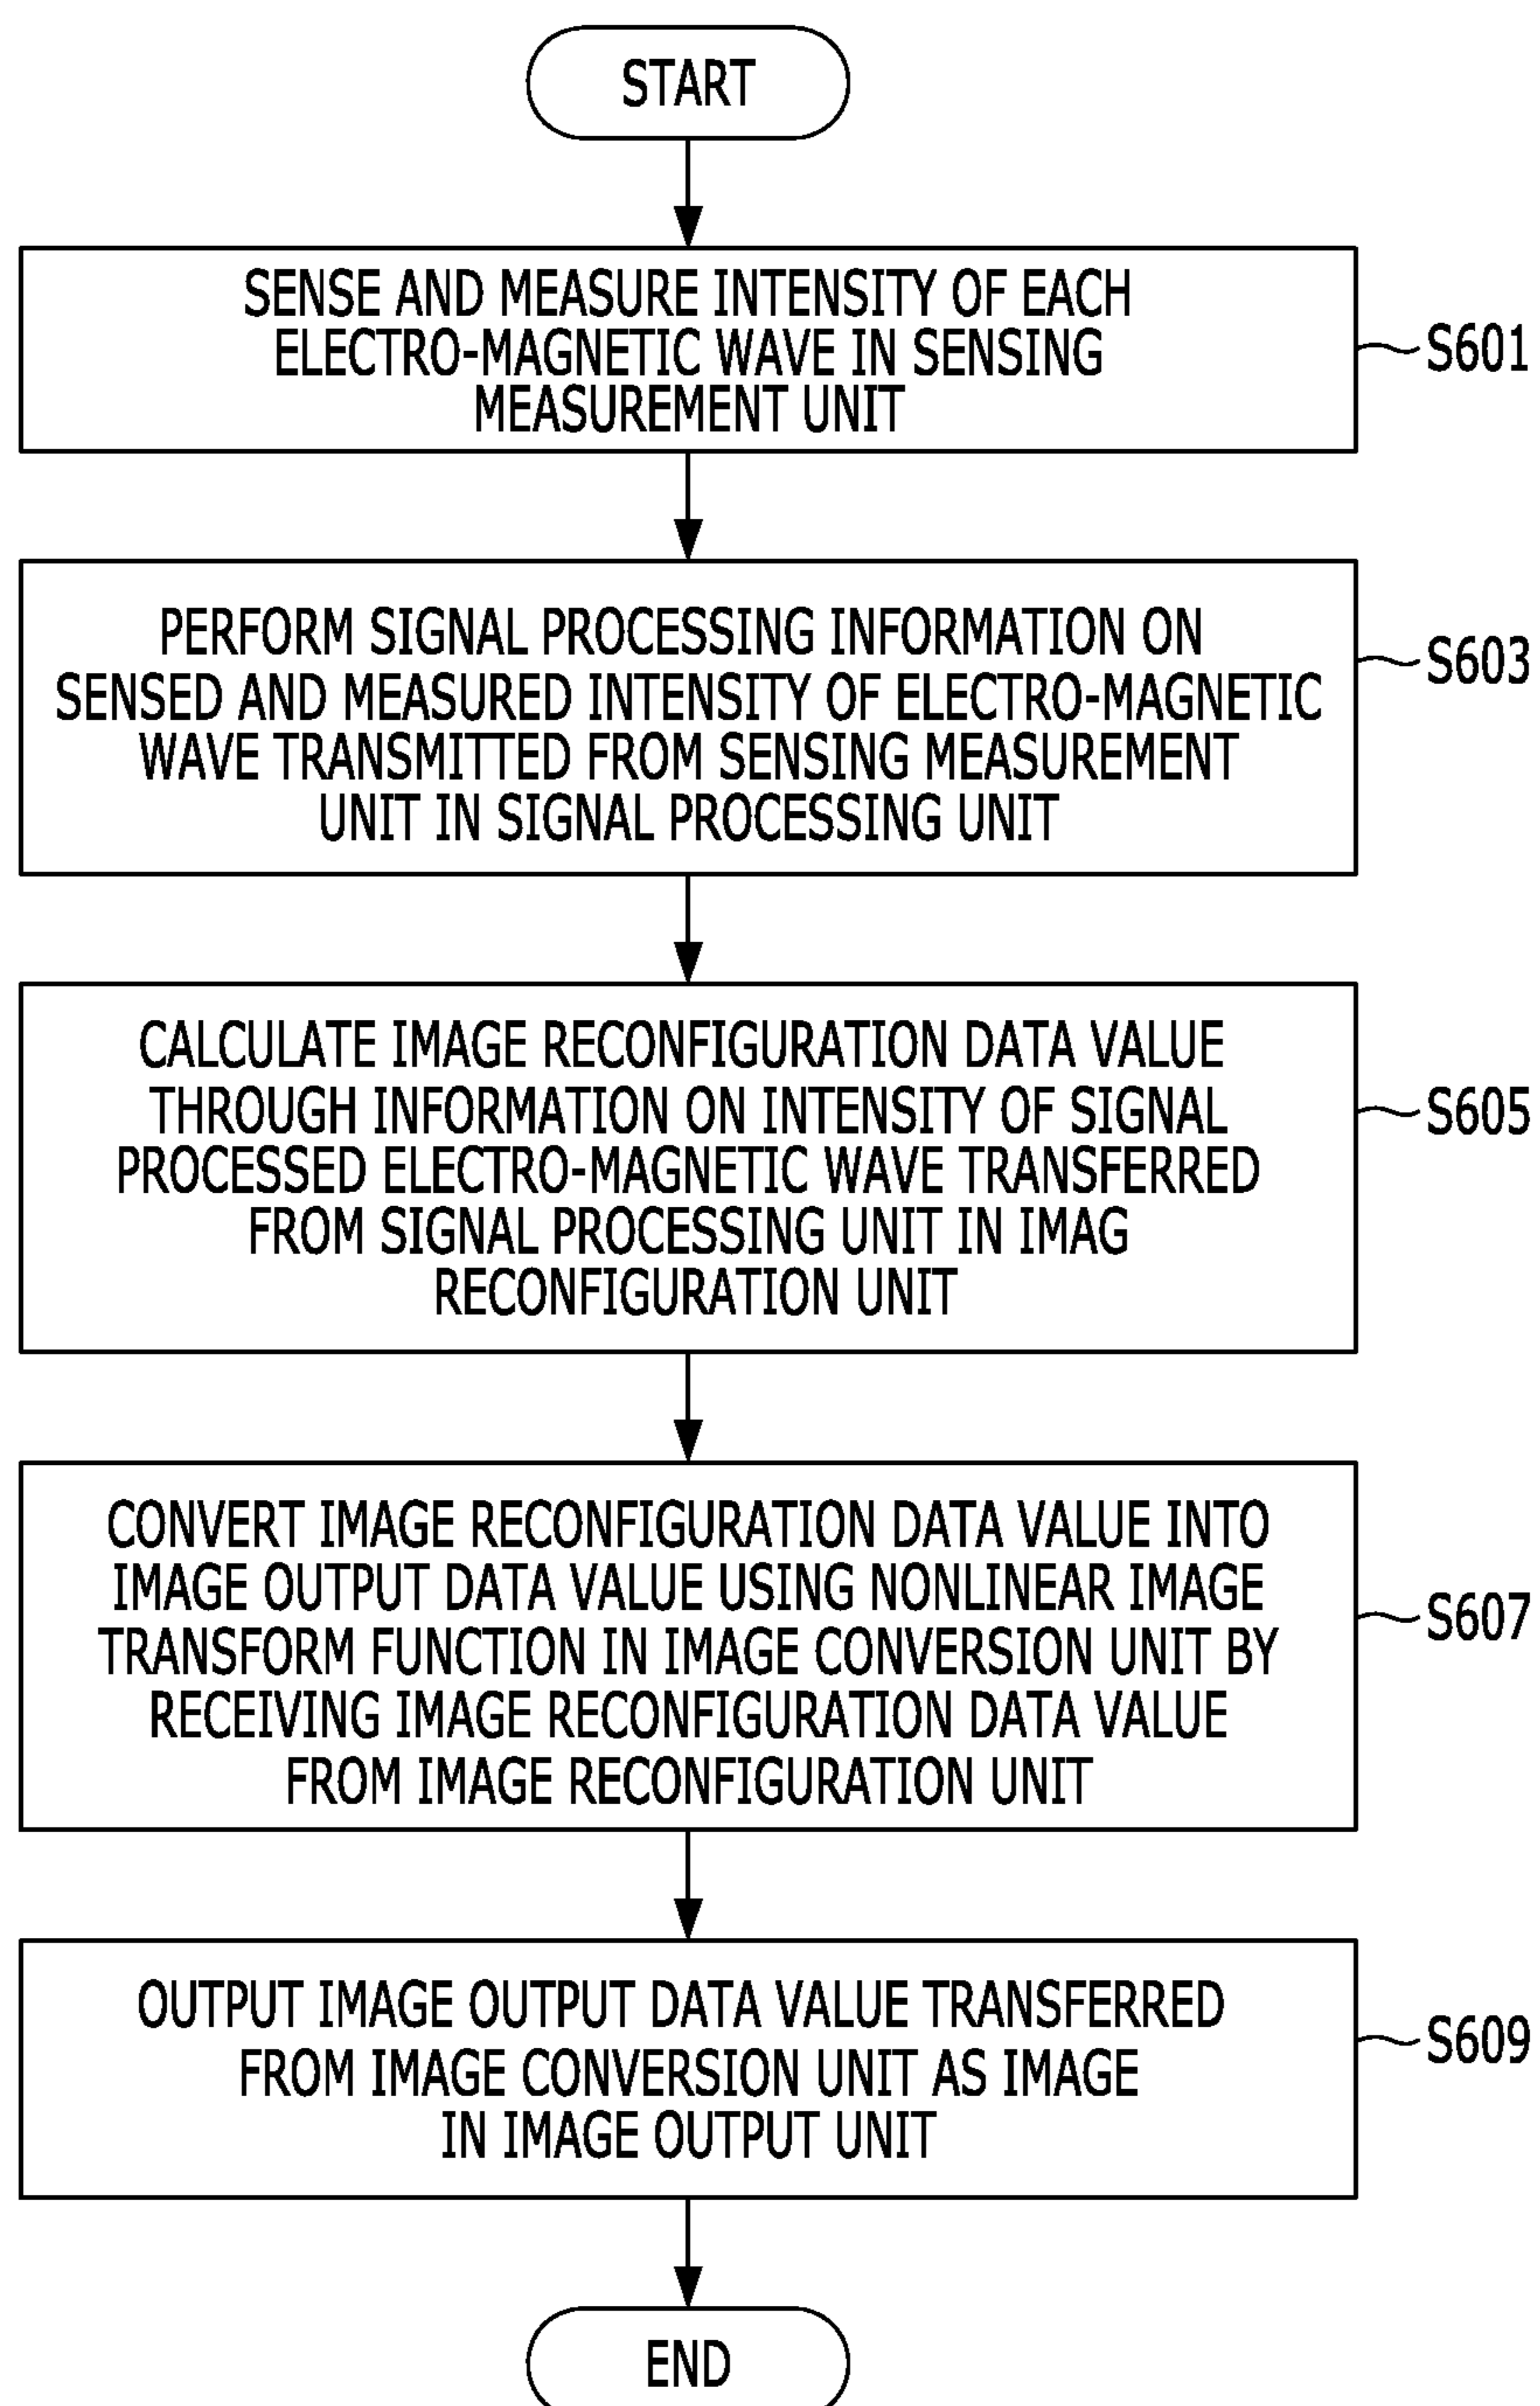 START
SENSE AND MEASURE INTENSITY OF EACH
ELECTRO-MAGNETIC WAVE IN SENSING
MEASUREMENT UNIT
S601
PERFORM SIGNAL PROCESSING INFORMATION ON
SENSED AND MEASURED INTENSITY OF ELECTRO-MAGNETIC
WAVE TRANSMITTED FROM SENSING MEASUREMENT
UNIT IN SIGNAL PROCESSING UNIT
S603
CALCULATE IMAGE RECONFIGURATION DATA VALUE
THROUGH INFORMATION ON INTENSITY OF SIGNAL
PROCESSED ELECTRO-MAGNETIC WAVE TRANSFERRED
FROM SIGNAL PROCESSING UNIT IN IMAG
RECONFIGURATION UNIT
S605
CONVERT IMAGE RECONFIGURATION DATA VALUE INTO
IMAGE OUTPUT DATA VALUE USING NONLINEAR IMAGE
TRANSFORM FUNCTION IN IMAGE CONVERSION UNIT BY
RECEIVING IMAGE RECONFIGURATION DATA VALUE
FROM IMAGE RECONFIGURATION UNIT
S607
OUTPUT IMAGE OUTPUT DATA VALUE TRANSFERRED
FROM IMAGE CONVERSION UNIT AS IMAGE
IN IMAGE OUTPUT UNIT
S609
END